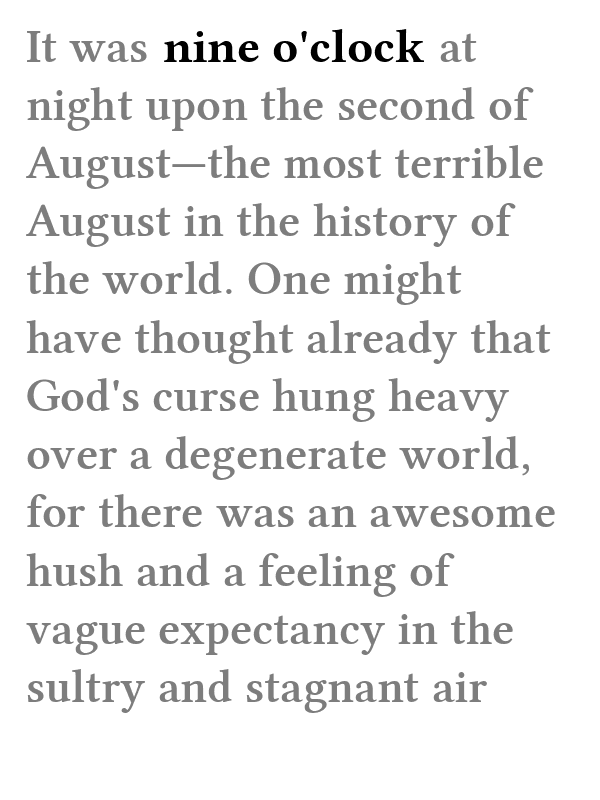 It was nine o'clock at
night upon the second of
August—the most terrible
August in the history of
the world. One might
have thought already that
God's curse hung heavy
over a degenerate world,
for there was an awesome
hush and a feeling of
vague expectancy in the
sultry and stagnant air